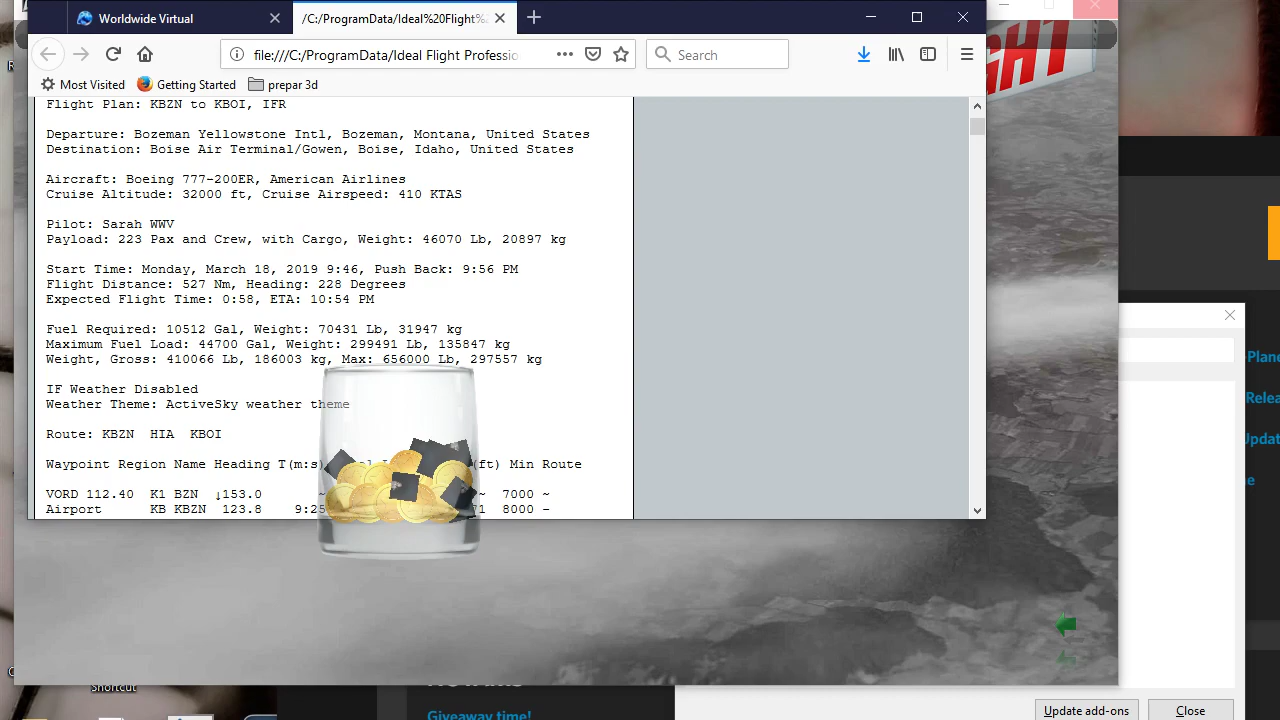 Worldwide Virtual
/C:/ProgramData/Ideal%20Flight%
file:///C:/ProgramData/Ideal Flight Professio
Search
Most Visited
Getting Started
prepar 3d
Flight Plan: KBZN to KBOI, IFR
Departure: Bozeman Yellowstone Intl, Bozeman, Montana, United States
Destination: Boise Air Terminal/Gowen, Boise, Idaho, United States
Aircraft: Boeing 777-200ER, American Airlines
Cruise Altitude: 32000 ft, Cruise Airspeed: 410 KTAS
Pilot: Sarah WWV
Payload: 223 Pax and Crew, with Cargo, Weight: 46070 Lb, 20897 kg
Start Time: Monday, March 18, 2019 9:46, Push Back: 9:56 PM
Flight Distance: 527 Nm, Heading: 228 Degrees
Expected Flight Time: 0:58, ETA: 10:54 PM
Fuel Required: 10512 Gal, Weight: 70431 Lb, 31947 kg
Maximum Fuel Load: 44700 Gal, Weight: 299491 Lb, 135847 kg
Weight, Gross: 410066 Lb, 186003 kg, Max: 656000 Lb, 297557 kg
IF Weather Disabled
Weather Theme: ActiveSky weather theme
Route: KBZN HIA KBOI
Waypoint Region Name Heading T(m:s) (ft) Min Route
VORD 112.40 K1 BZN ↓153.0 ~ ~ 7000 ~
Airport KB KBZN 123.8 9:25 71 8000 ~
Shortcut
Giveaway time!
Update add-ons
Close